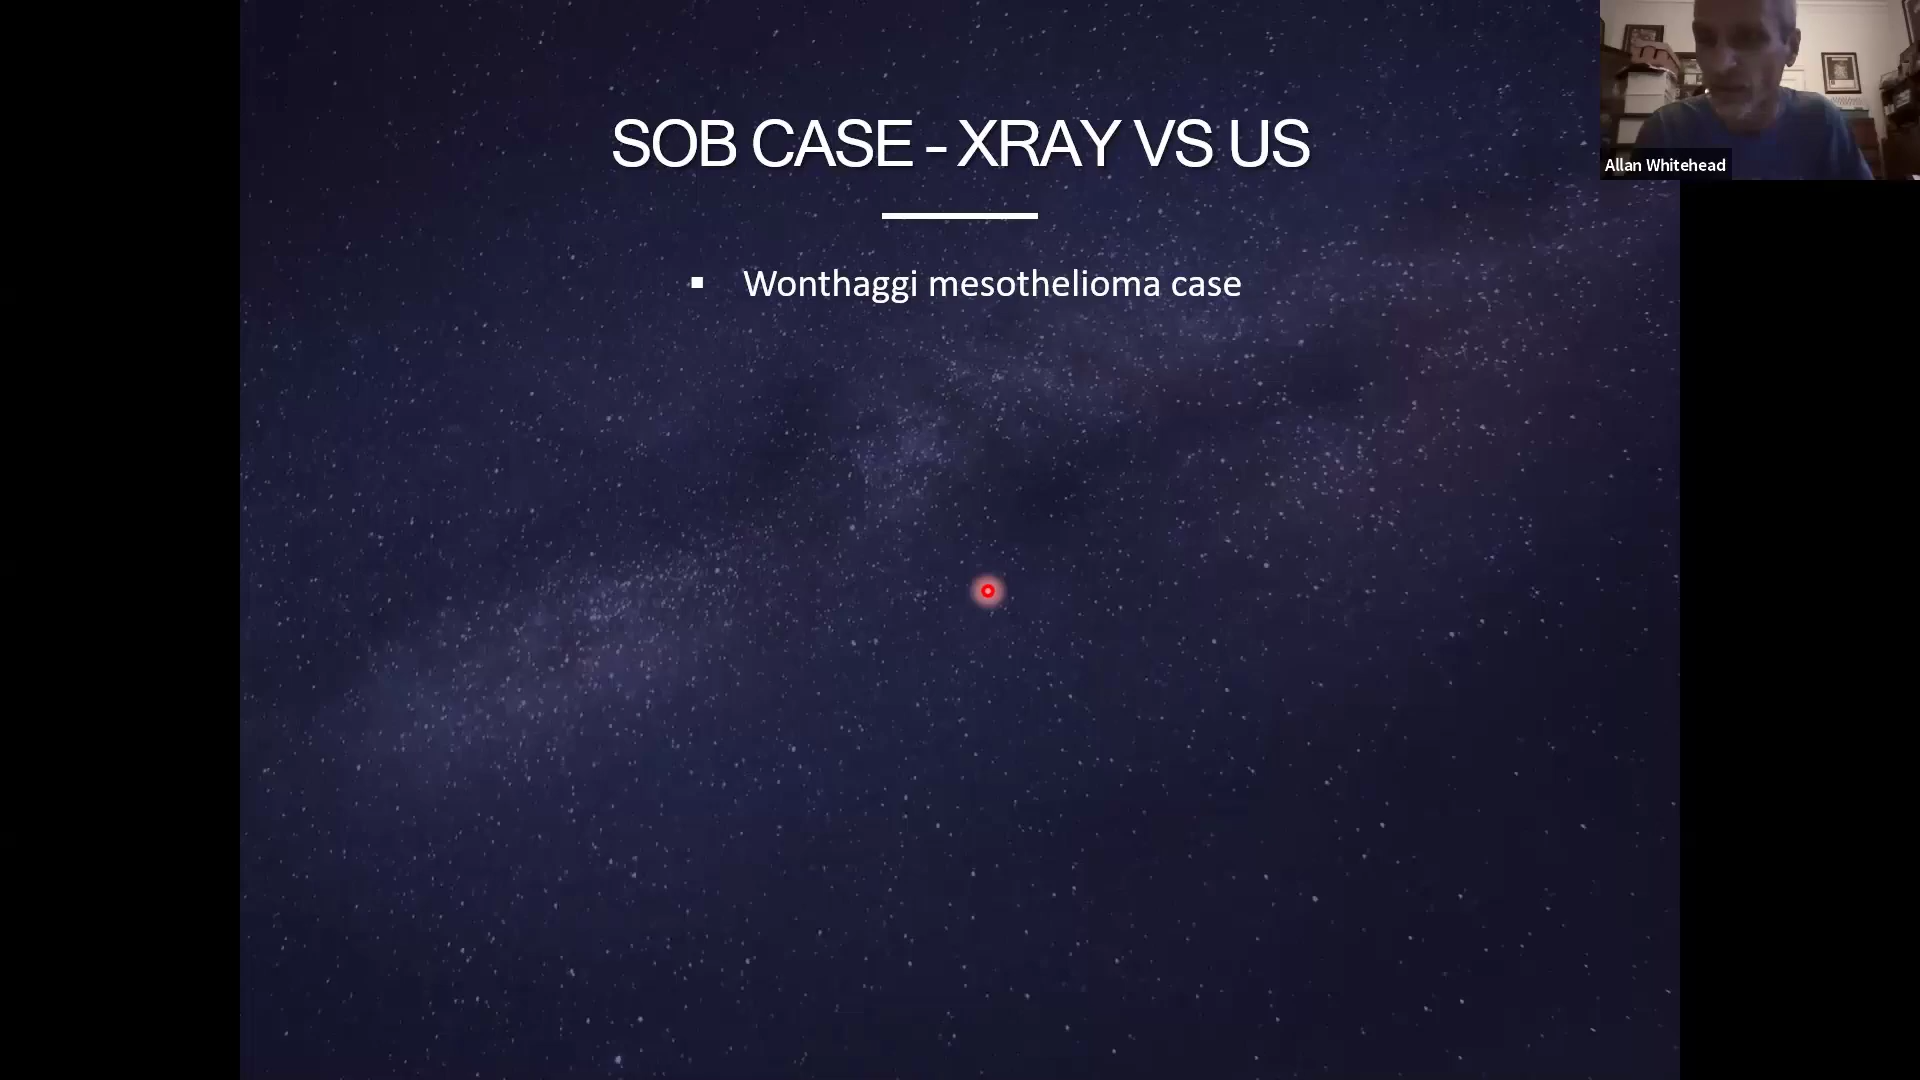 SOB CASE - XRAY VS US
▪ Wonthaggi mesothelioma case
Allan Whitehead